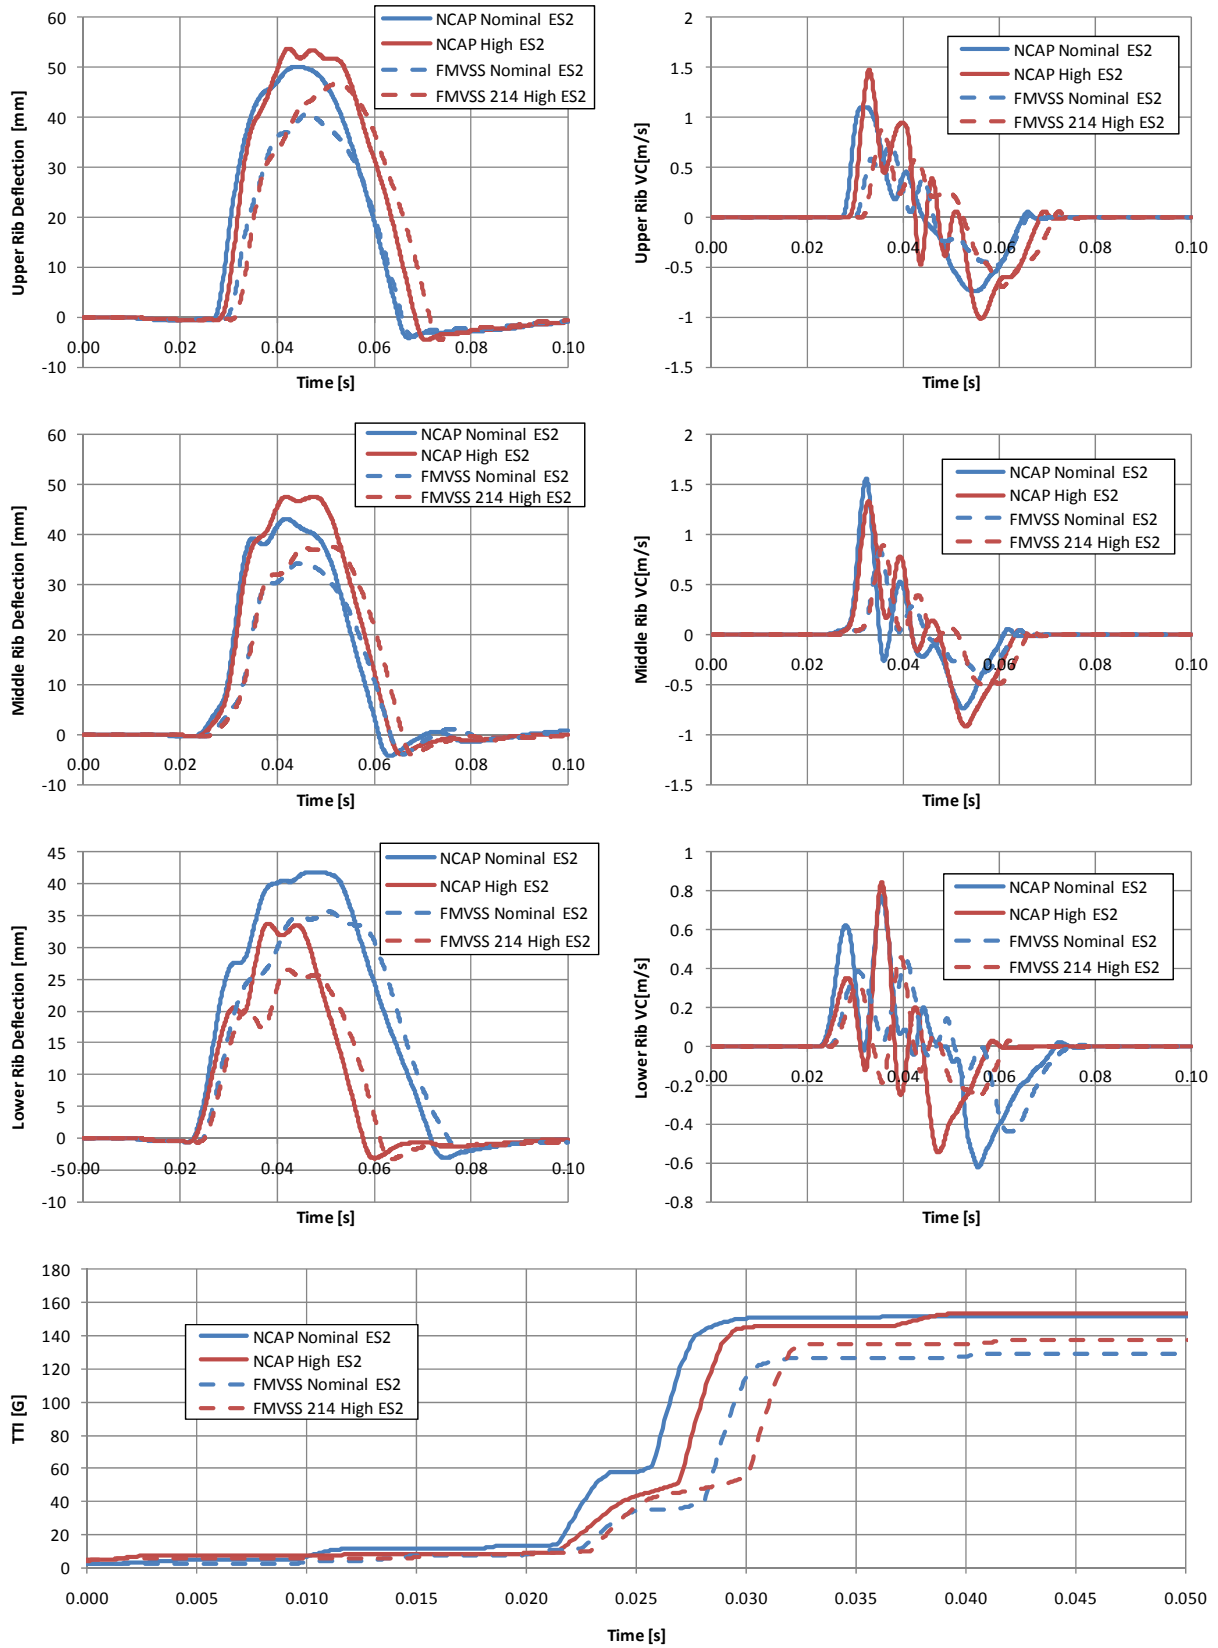 60
50
40
30
20
10
0
-10
0.00
0.02
0.04
0.06
0.08
0.10
Upper Rib Deflection [mm]
Time [s]
NCAP Nominal ES2
NCAP High ES2
FMVSS Nominal ES2
FMVSS 214 High ES2
2
1.5
1
0.5
0
-0.5
-1
-1.5
0.00
0.02
0.04
0.06
0.08
0.10
Upper Rib VC[m/s]
Time [s]
NCAP Nominal ES2
NCAP High ES2
FMVSS Nominal ES2
FMVSS 214 High ES2
60
50
40
30
20
10
0
-10
0.00
0.02
0.04
0.06
0.08
0.10
Middle Rib Deflection [mm]
Time [s]
NCAP Nominal ES2
NCAP High ES2
FMVSS Nominal ES2
FMVSS 214 High ES2
2
1.5
1
0.5
0
-0.5
-1
-1.5
0.00
0.02
0.04
0.06
0.08
0.10
Middle Rib VC[m/s]
Time [s]
NCAP Nominal ES2
NCAP High ES2
FMVSS Nominal ES2
FMVSS 214 High ES2
45
40
35
30
25
20
15
10
5
0
-5
-10
0.00
0.02
0.04
0.06
0.08
0.10
Lower Rib Deflection [mm]
Time [s]
NCAP Nominal ES2
NCAP High ES2
FMVSS Nominal ES2
FMVSS 214 High ES2
1
0.8
0.6
0.4
0.2
0
-0.2
-0.4
-0.6
-0.8
0.00
0.02
0.04
0.06
0.08
0.10
Lower Rib VC[m/s]
Time [s]
NCAP Nominal ES2
NCAP High ES2
FMVSS Nominal ES2
FMVSS 214 High ES2
180
160
140
120
100
80
60
40
20
0
0.000
0.005
0.010
0.015
0.020
0.025
0.030
0.035
0.040
0.045
0.050
TTI [G]
Time [s]
NCAP Nominal ES2
NCAP High ES2
FMVSS Nominal ES2
FMVSS 214 High ES2